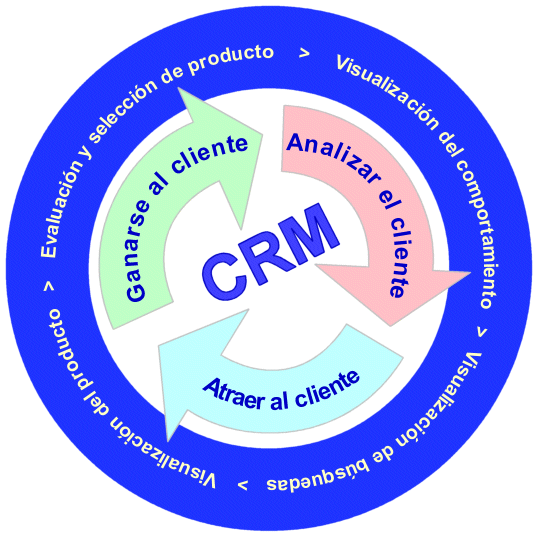 Visualización del comportamiento
>
Visualización de búsquedas
>
Visualización del producto
>
Evaluación y selección de producto
>
Analizar el cliente
Atraer al cliente
Ganarse al cliente
CRM